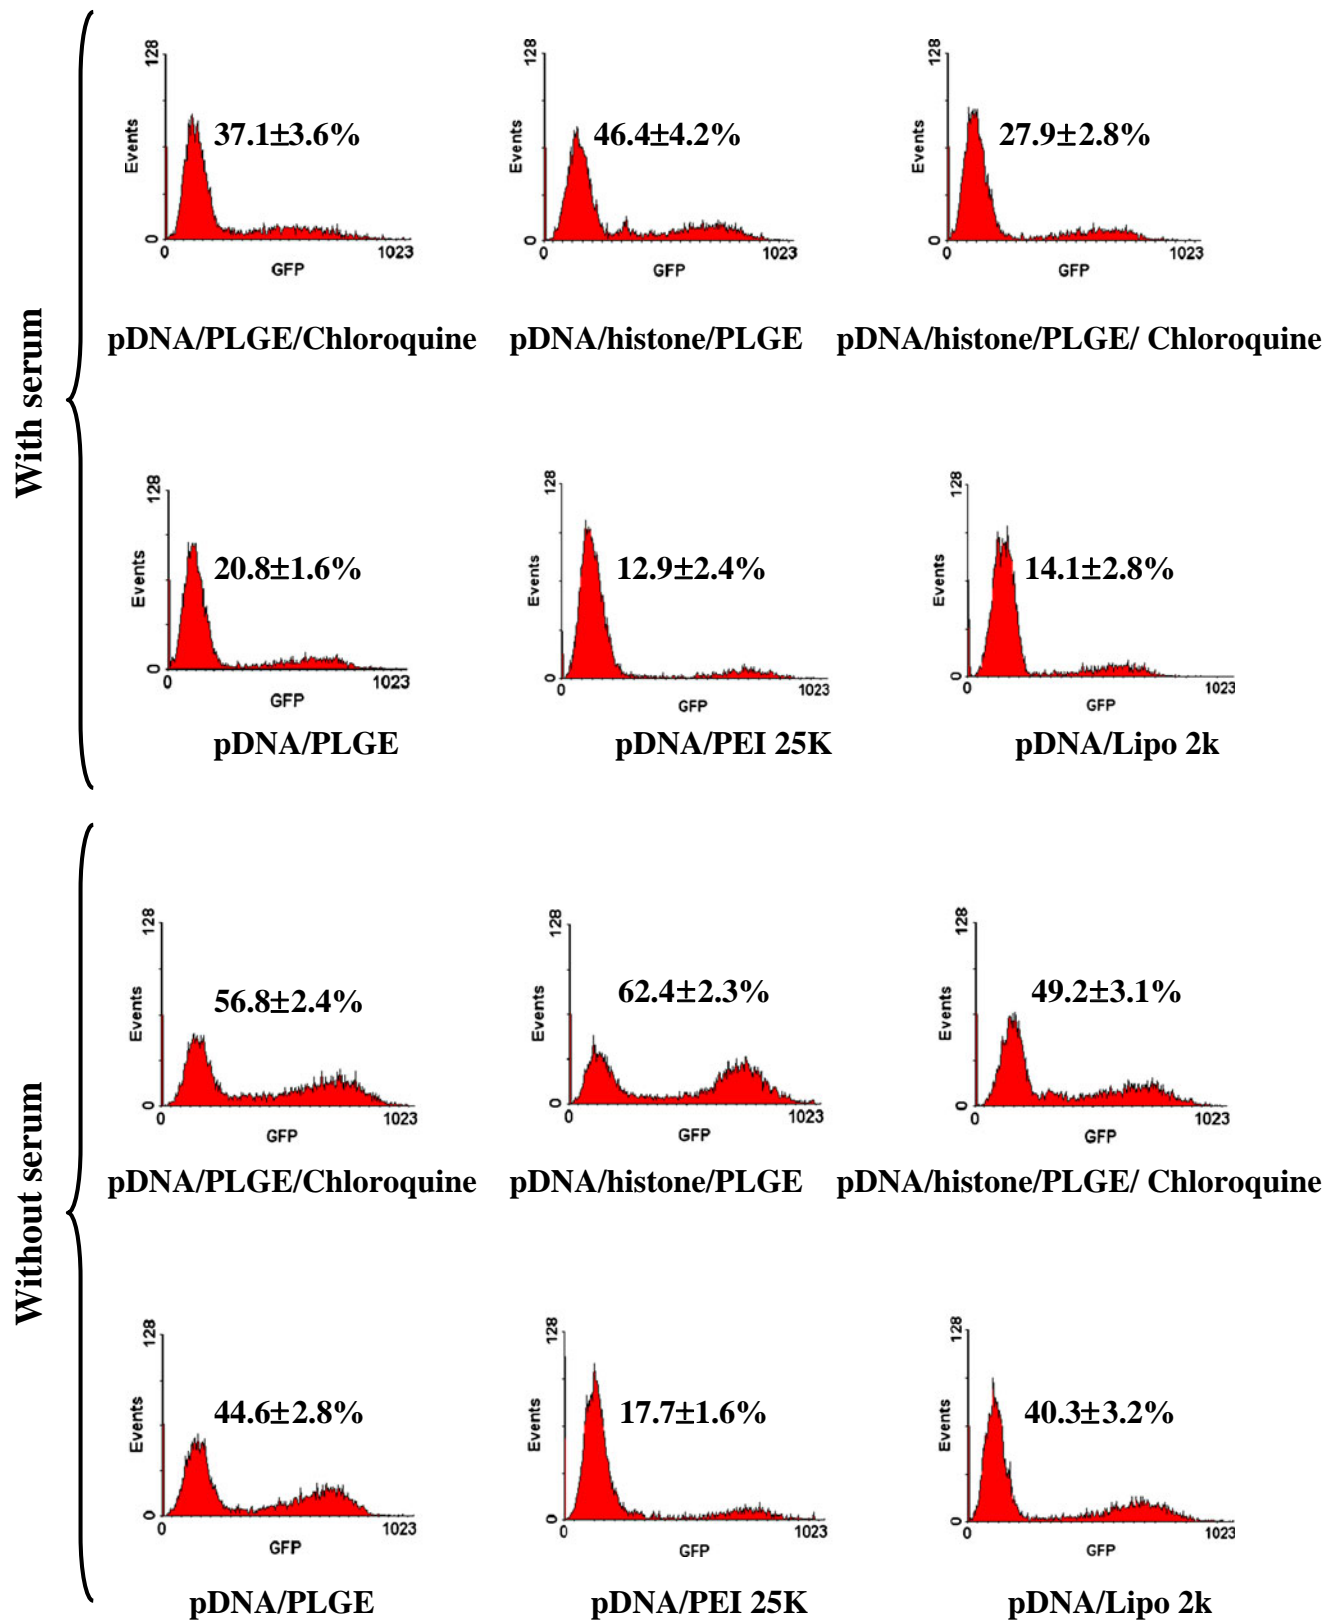 With serum
128
Events
0
37.1±3.6%
0 1023
GFP
pDNA/PLGE/Chloroquine
128
Events
0
46.4±4.2%
0 1023
GFP
pDNA/histone/PLGE
128
Events
0
27.9±2.8%
0 1023
GFP
pDNA/histone/PLGE/ Chloroquine
128
Events
0
20.8±1.6%
0 1023
GFP
pDNA/PLGE
128
Events
0
12.9±2.4%
0 1023
GFP
pDNA/PEI 25K
128
Events
0
14.1±2.8%
0 1023
GFP
pDNA/Lipo 2k
Without serum
128
Events
0
56.8±2.4%
0 1023
GFP
pDNA/PLGE/Chloroquine
128
Events
0
62.4±2.3%
0 1023
GFP
pDNA/histone/PLGE
128
Events
0
49.2±3.1%
0 1023
GFP
pDNA/histone/PLGE/ Chloroquine
128
Events
0
44.6±2.8%
0 1023
GFP
pDNA/PLGE
128
Events
0
17.7±1.6%
0 1023
GFP
pDNA/PEI 25K
128
Events
0
40.3±3.2%
0 1023
GFP
pDNA/Lipo 2k